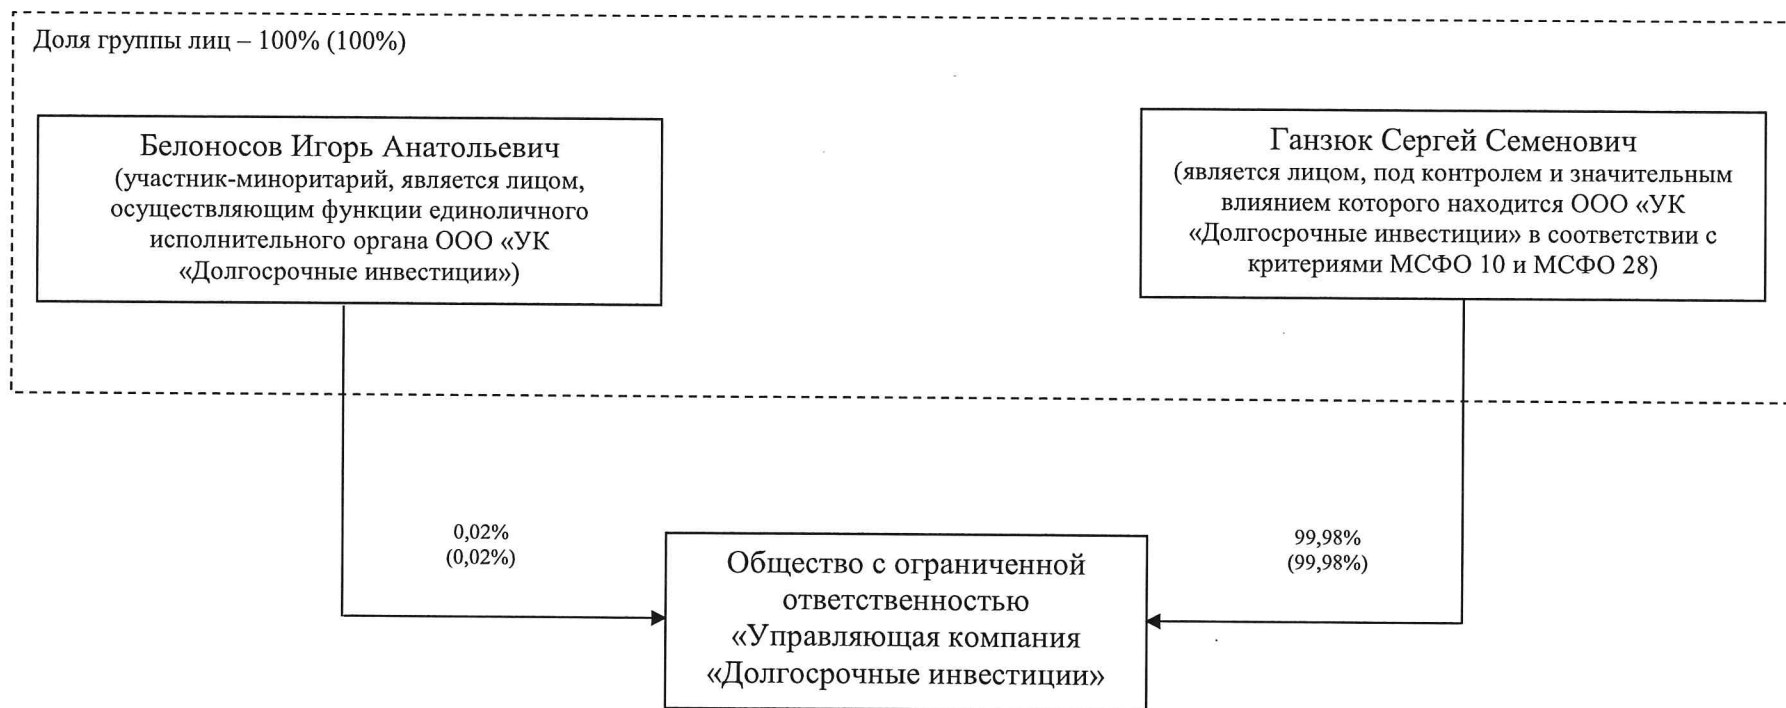 Доля группы лиц – 100% (100%)
Белоносов Игорь Анатольевич
(участник-миноритарий, является лицом,
осуществляющим функции единоличного
исполнительного органа ООО «УК
«Долгосрочные инвестиции»)
Ганзюк Сергей Семенович
(является лицом, под контролем и значительным
влиянием которого находится ООО «УК
«Долгосрочные инвестиции» в соответствии с
критериями МСФО 10 и МСФО 28)
0,02%
(0,02%)
99,98%
(99,98%)
Общество с ограниченной
ответственностью
«Управляющая компания
«Долгосрочные инвестиции»